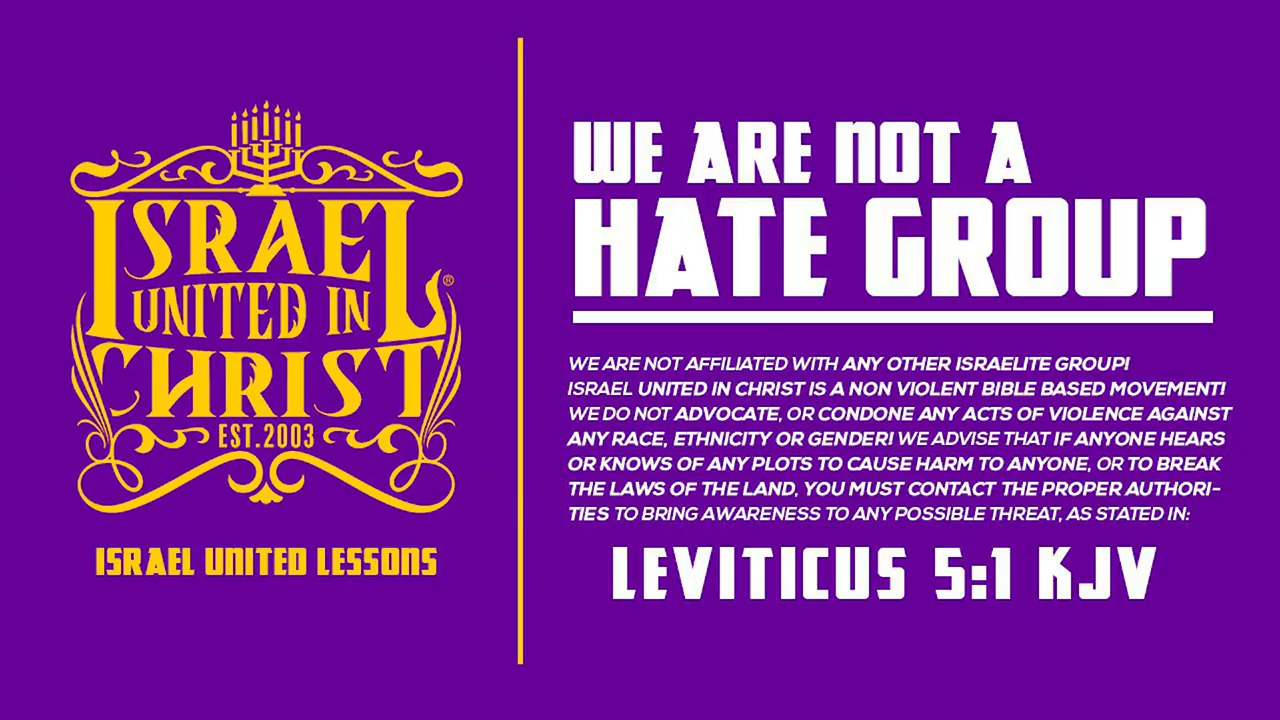 ISRAEL
UNITED IN
CHRIST
®
EST.2003
ISRAEL UNITED LESSONS
WE ARE NOT A
HATE GROUP
WE ARE NOT AFFILIATED WITH ANY OTHER ISRAELITE GROUP!
ISRAEL UNITED IN CHRIST IS A NON VIOLENT BIBLE BASED MOVEMENT!
WE DO NOT ADVOCATE, OR CONDONE ANY ACTS OF VIOLENCE AGAINST
ANY RACE, ETHNICITY OR GENDER! WE ADVISE THAT IF ANYONE HEARS
OR KNOWS OF ANY PLOTS TO CAUSE HARM TO ANYONE, OR TO BREAK
THE LAWS OF THE LAND, YOU MUST CONTACT THE PROPER AUTHORI-
TIES TO BRING AWARENESS TO ANY POSSIBLE THREAT, AS STATED IN:
LEVITICUS 5:1 KJV